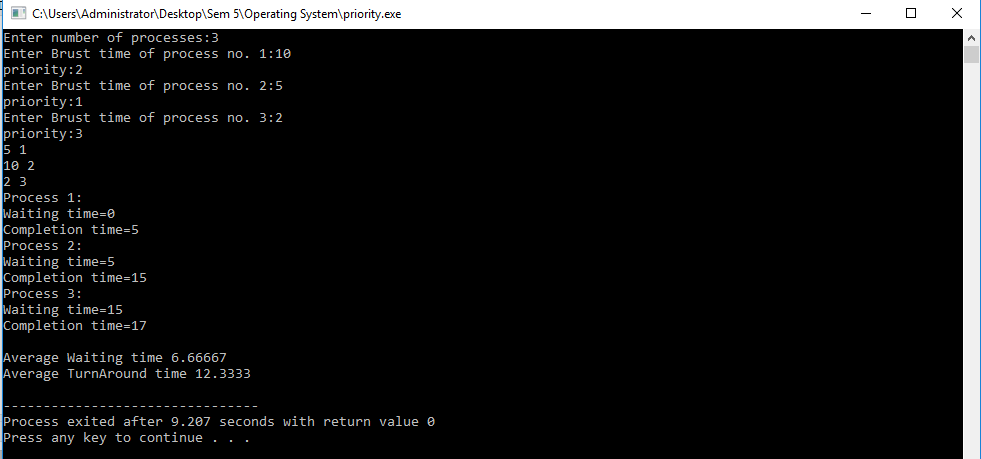 C:\Users\Administrator\Desktop\Sem 5\Operating System\priority.exe
Enter number of processes:3
Enter Brust time of process no. 1:10
priority:2
Enter Brust time of process no. 2:5
priority:1
Enter Brust time of process no. 3:2
priority:3
5 1
10 2
2 3
Process 1:
Waiting time=0
Completion time=5
Process 2:
Waiting time=5
Completion time=15
Process 3:
Waiting time=15
Completion time=17
Average Waiting time 6.66667
Average TurnAround time 12.3333
--------------------------------
Process exited after 9.207 seconds with return value 0
Press any key to continue . . .